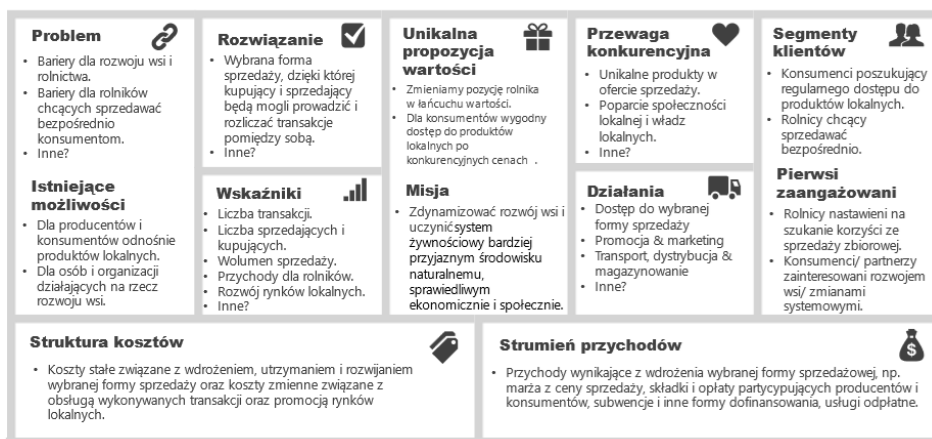 Problem
• Bariery dla rozwoju wsi i
rolnictwa.
• Bariery dla rolników
chcących sprzedawać
bezpośrednio
konsumentom.
• Inne?
Istniejące
możliwości
• Dla producentów i
konsumentów odnośnie
produktów lokalnych.
• Dla osób i organizacji
działających na rzecz
rozwoju wsi.
Rozwiązanie
• Wybrana forma
sprzedaży, dzięki której
kupujący i sprzedający
będą mogli prowadzić i
rozliczać transakcje
pomiędzy sobą.
• Inne?
Wskaźniki
• Liczba transakcji.
• Liczba sprzedających i
kupujących.
• Wolumen sprzedaży.
• Przychody dla rolników.
• Rozwój rynków lokalnych.
• Inne?
Unikalna
propozycja
wartości
• Zmieniamy pozycję rolnika
w łańcuchu wartości.
• Dla konsumentów wygodny
dostęp do produktów
lokalnych po
konkurencyjnych cenach .
Misja
• Zdynamizować rozwój wsi i
uczynić system
żywnościowy bardziej
przyjaznym środowisku
naturalnemu,
sprawiedliwym
ekonomicznie i społecznie.
Przewaga
konkurencyjna
• Unikalne produkty w
ofercie sprzedaży.
• Poparcie społeczności
lokalnej i władz
lokalnych.
• Inne?
Działania
• Dostęp do wybranej
formy sprzedaży
• Promocja & marketing
• Transport, dystrybucja &
magazynowanie
• Inne?
Segmenty
klientów
• Konsumenci poszukujący
regularnego dostępu do
produktów lokalnych.
• Rolnicy chcący
sprzedawać
bezpośrednio.
Pierwsi
zaangażowani
• Rolnicy nastawieni na
szukanie korzyści ze
sprzedaży zbiorowej.
• Konsumenci/ partnerzy
zainteresowani rozwojem
wsi/ zmianami
systemowymi.
Struktura kosztów
• Koszty stałe związane z wdrożeniem, utrzymaniem i rozwijaniem
wybranej formy sprzedaży oraz koszty zmienne związane z
obsługą wykonywanych transakcji oraz promocją rynków
lokalnych.
Strumień przychodów
• Przychody wynikające z wdrożenia wybranej formy sprzedażowej, np.
marża z ceny sprzedaży, składki i opłaty partycypujących producentów i
konsumentów, subwencje i inne formy dofinansowania, usługi odpłatne.